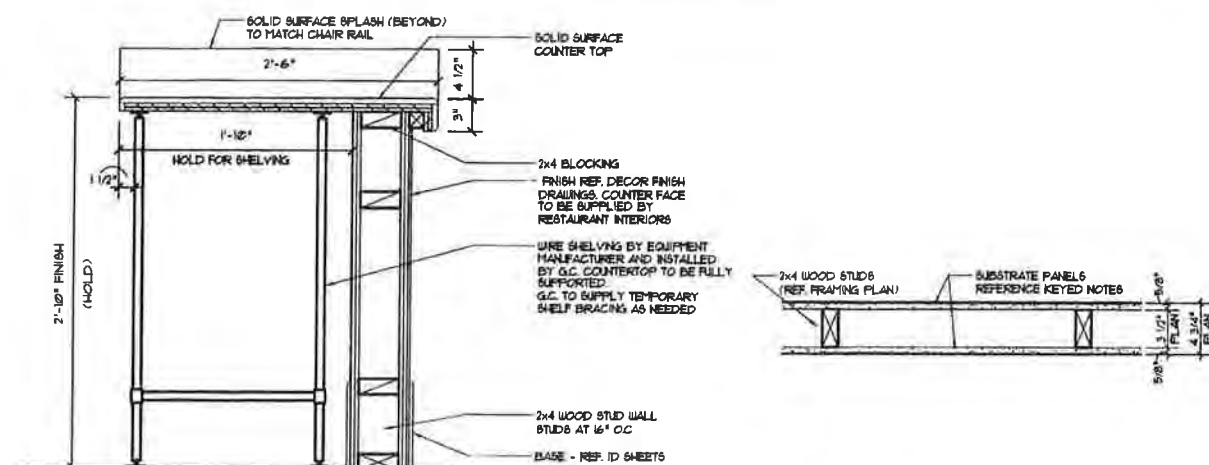 SOLID SURFACE SPLASH (BEYOND)
TO MATCH CHAIR RAIL
SOLID SURFACE
COUNTER TOP
2'-6"
4 1/2"
3"
1'-10"
HOLD FOR SHELVING
1 1/2"
2'-10" FINISH
(HOLD)
2x4 BLOCKING
FINISH REF. DECOR FINISH
DRAWINGS. COUNTER FACE
TO BE SUPPLIED BY
RESTAURANT INTERIORS
WIRE SHELVING BY EQUIPMENT
MANUFACTURER AND INSTALLED
BY G.C. COUNTERTOP TO BE FULLY
SUPPORTED.
G.C. TO SUPPLY TEMPORARY
SHELF BRACING AS NEEDED
2x4 WOOD STUD WALL
STUDS AT 16" O.C
BASE - REF. ID SHEETS
2x4 WOOD STUDS
(REF. FRAMING PLAN)
SUBSTRATE PANELS
REFERENCE KEYED NOTES
5/8"
3 1/2"
(PLAN)
4 3/4"
PLAN
5/8"